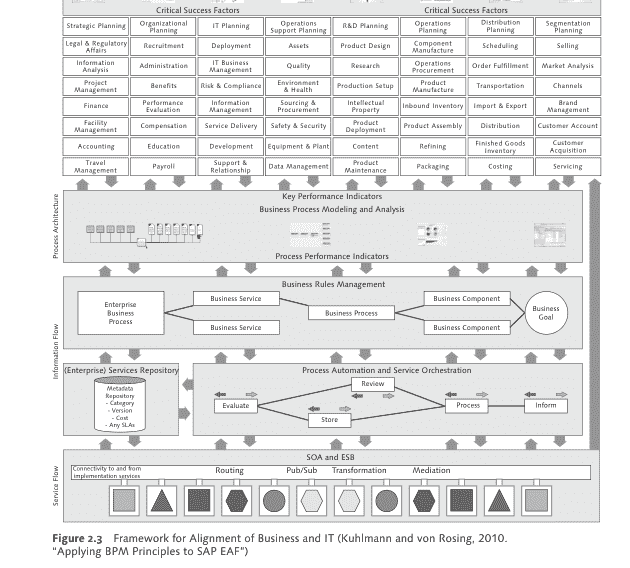 Critical Success Factors
Critical Success Factors
Strategic Planning
Organizational
Planning
IT Planning
Operations
Support Planning
R&D Planning
Operations
Planning
Distribution
Planning
Segmentation
Planning
Legal & Regulatory
Affairs
Recruitment
Deployment
Assets
Product Design
Component
Manufacture
Scheduling
Selling
Information
Analysis
Administration
IT Business
Management
Quality
Research
Operations
Procurement
Order Fulfillment
Market Analysis
Project
Management
Benefits
Risk & Compliance
Environment
& Health
Production Setup
Product
Manufacture
Transportation
Channels
Finance
Performance
Evaluation
Information
Management
Sourcing &
Procurement
Intellectual
Property
Inbound Inventory
Import & Export
Brand
Management
Facility
Management
Compensation
Service Delivery
Safety & Security
Product
Deployment
Product Assembly
Distribution
Customer Account
Accounting
Education
Development
Equipment & Plant
Content
Refining
Finished Goods
Inventory
Customer
Acquisition
Travel
Management
Payroll
Support &
Relationship
Data Management
Product
Maintenance
Packaging
Costing
Servicing
Process Architecture
Key Performance Indicators
Business Process Modeling and Analysis
Process Performance Indicators
Information Flow
Business Rules Management
Enterprise
Business
Process
Business Service
Business Service
Business Process
Business Component
Business Component
Business
Goal
(Enterprise) Services Repository
Metadata
Repository
- Category
- Version
- Cost
- Any SLAs
Process Automation and Service Orchestration
Evaluate
Review
Store
Process
Inform
Service Flow
SOA and ESB
Connectivity to and from
implementation services
Routing
Pub/Sub
Transformation
Mediation
Figure 2.3 Framework for Alignment of Business and IT (Kuhlmann and von Rosing, 2010.
“Applying BPM Principles to SAP EAF”)